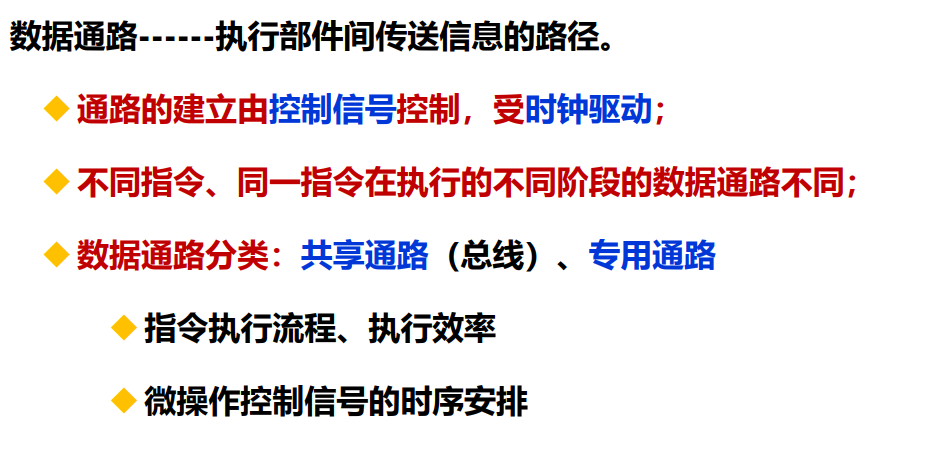 数据通路------执行部件间传送信息的路径。
通路的建立由控制信号控制，受时钟驱动；
不同指令、同一指令在执行的不同阶段的数据通路不同；
数据通路分类：共享通路（总线）、专用通路
指令执行流程、执行效率
微操作控制信号的时序安排